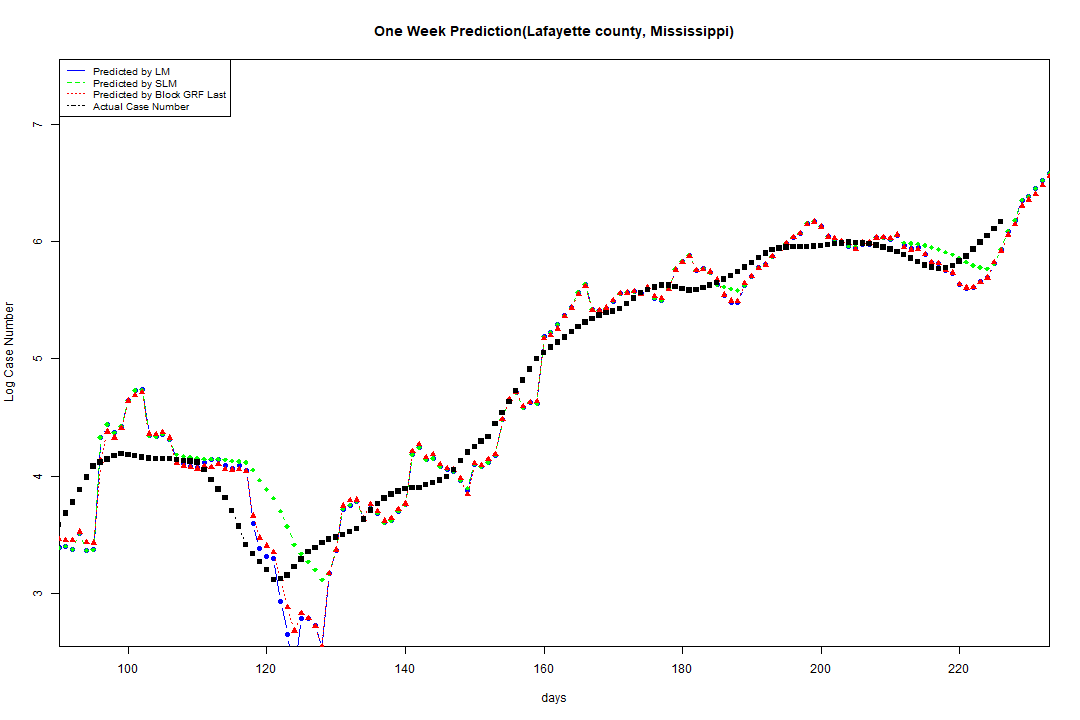 One Week Prediction(Lafayette county, Mississippi)
Predicted by LM
Predicted by SLM
Predicted by Block GRF Last
Actual Case Number
Log Case Number
7
6
5
4
3
100 120 140 160 180 200 220
days